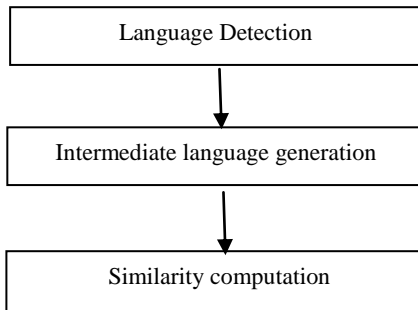 Language Detection
Intermediate language generation
Similarity computation